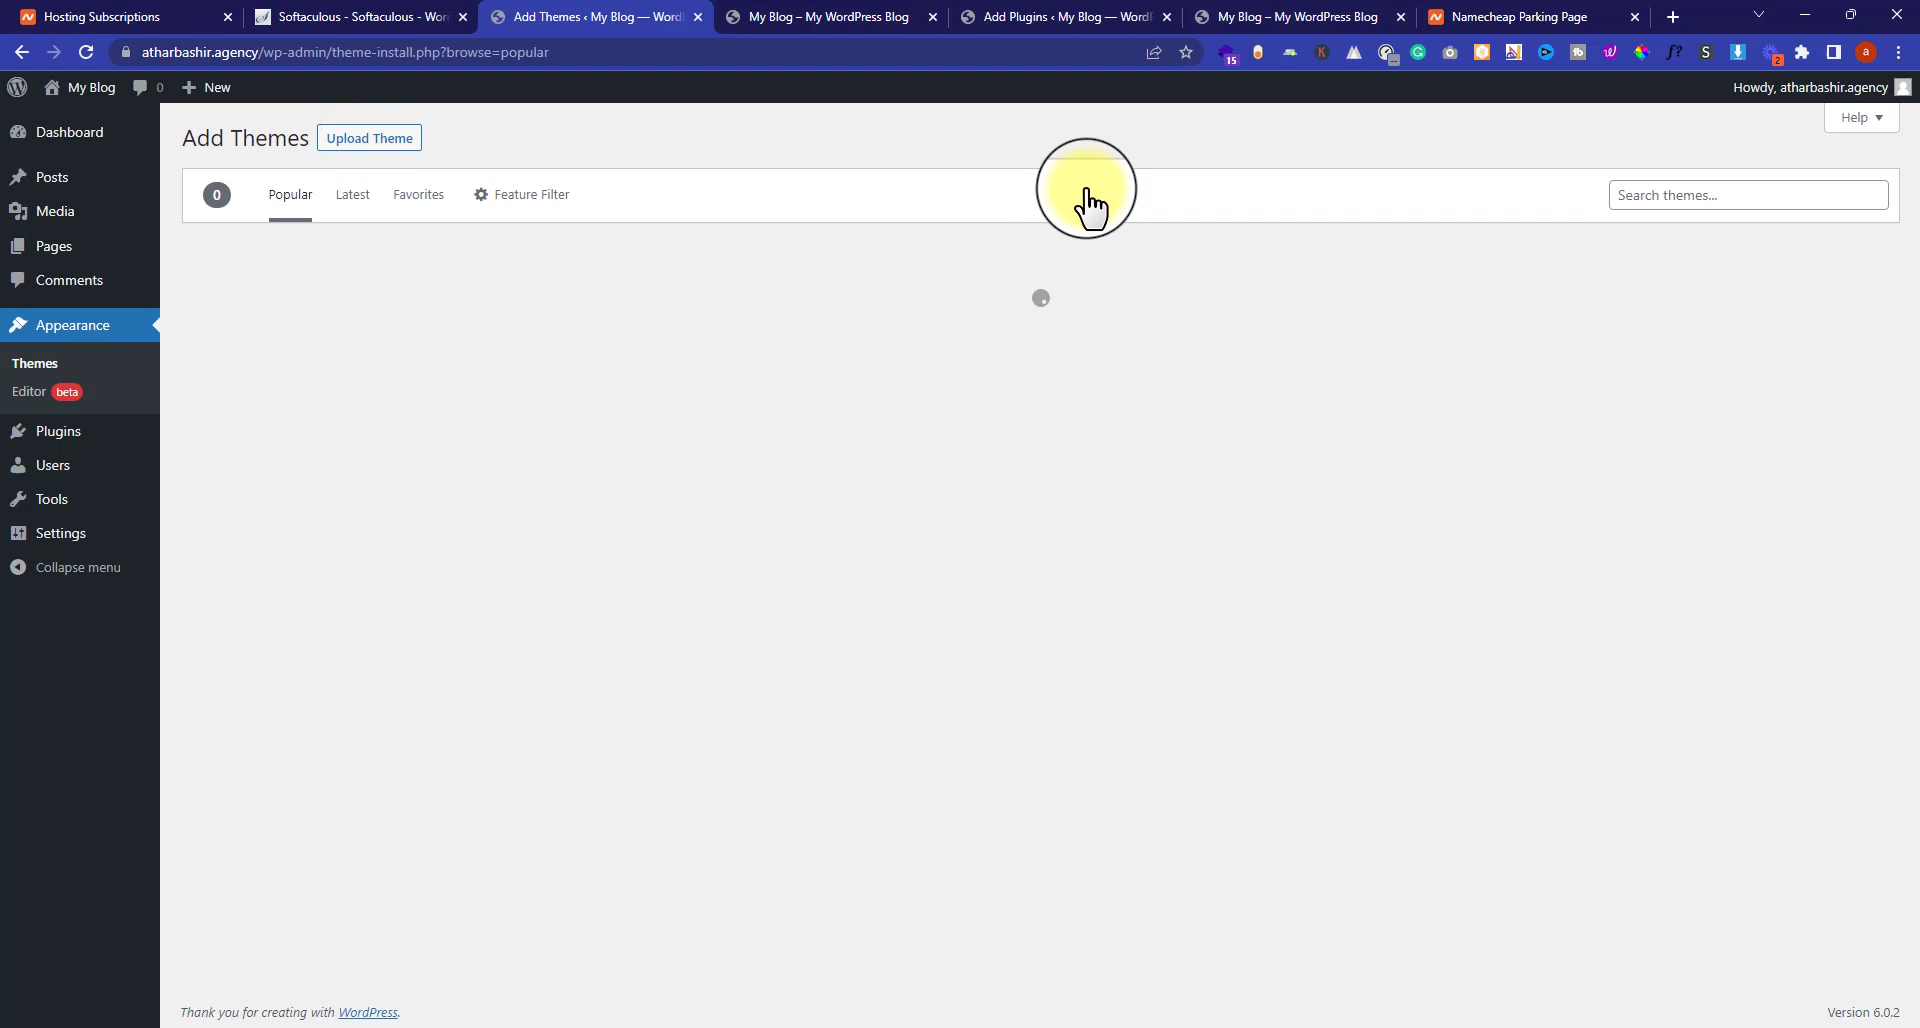 Hosting Subscriptions
Softaculous - Softaculous - Wor
Add Themes ‹ My Blog — Word
My Blog – My WordPress Blog
Add Plugins ‹ My Blog — WordP
My Blog – My WordPress Blog
Namecheap Parking Page
atharbashir.agency/wp-admin/theme-install.php?browse=popular
15
2
a
My Blog
0
New
Howdy, atharbashir.agency
Dashboard
Posts
Media
Pages
Comments
Appearance
Themes
Editor beta
Plugins
Users
Tools
Settings
Collapse menu
Help
Add Themes
Upload Theme
0
Popular
Latest
Favorites
Feature Filter
Search themes...
Thank you for creating with WordPress.
Version 6.0.2